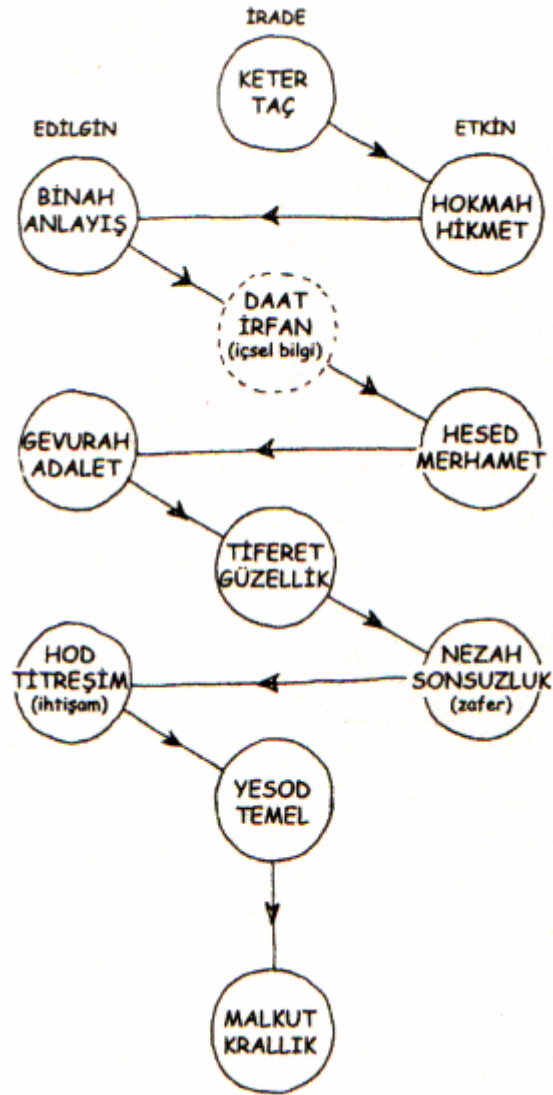 İRADE
KETER
TAÇ
EDİLGİN
ETKİN
BİNAH
ANLAYIŞ
HOKMAH
HİKMET
DAAT
İRFAN
(içsel bilgi)
GEVURAH
ADALET
HESED
MERHAMET
TİFERET
GÜZELLİK
HOD
TİTREŞİM
(ihtişam)
NEZAH
SONSUZLUK
(zafer)
YESOD
TEMEL
MALKUT
KRALLIK